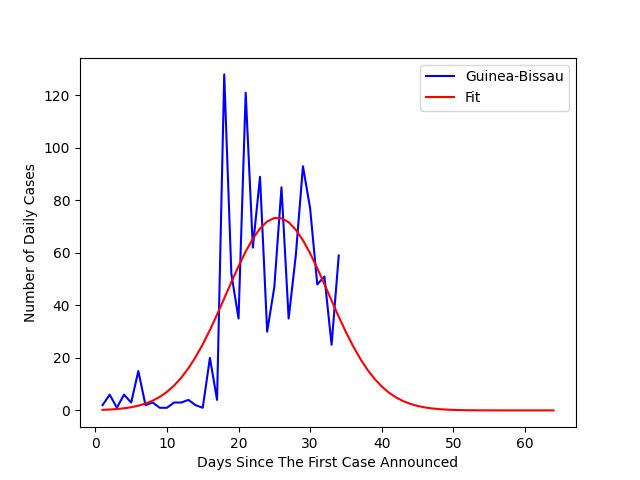 Guinea-Bissau
Fit
120
100
80
60
40
20
0
Number of Daily Cases
0 10 20 30 40 50 60
Days Since The First Case Announced